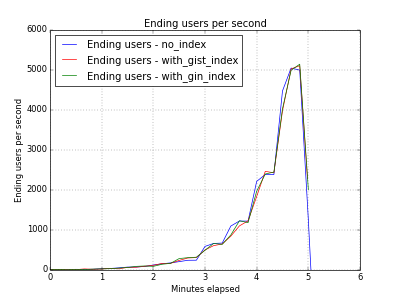 Ending users per second
Ending users - no_index
Ending users - with_gist_index
Ending users - with_gin_index
Ending users per second
6000
5000
4000
3000
2000
1000
0
0 1 2 3 4 5 6
Minutes elapsed